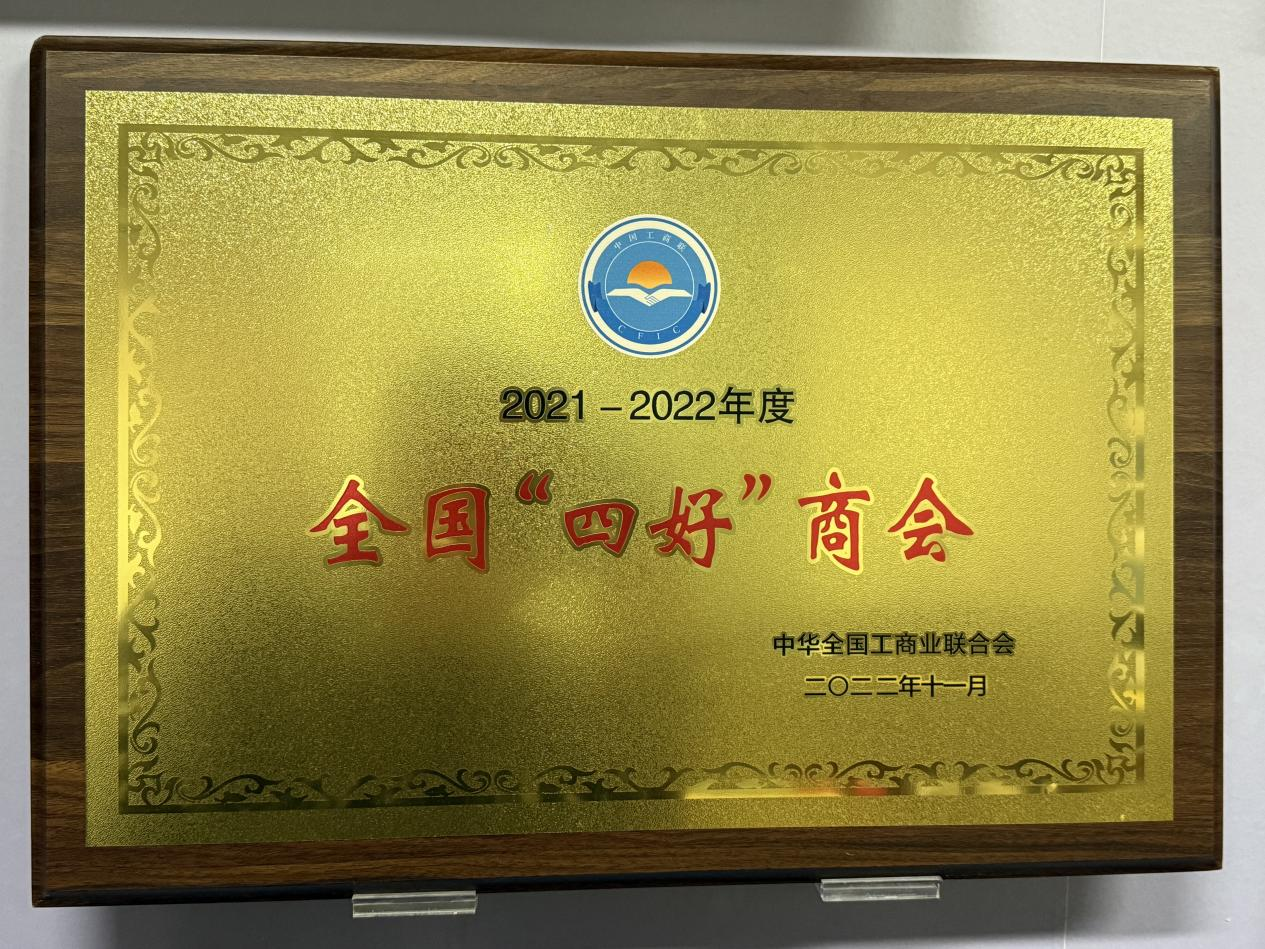 中国工商联
CFIC
2021－2022年度
全国“四好”商会
中华全国工商业联合会
二〇二二年十一月